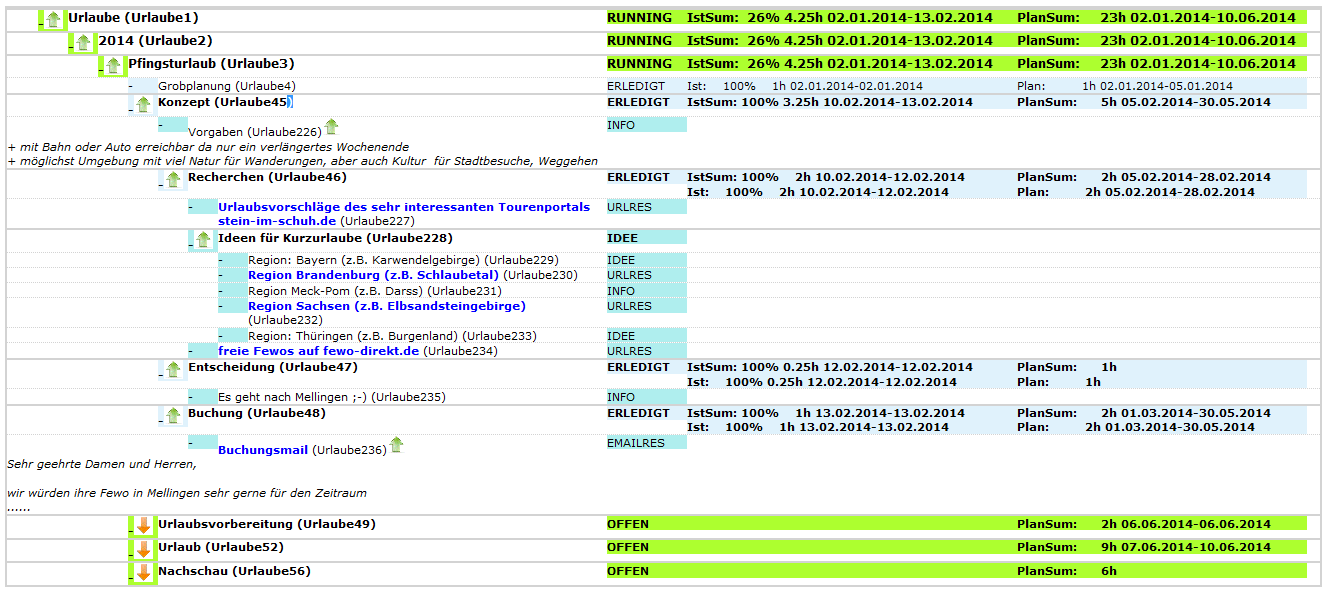 Urlaube (Urlaube1) RUNNING IstSum: 26% 4.25h 02.01.2014-13.02.2014 PlanSum: 23h 02.01.2014-10.06.2014
2014 (Urlaube2) RUNNING IstSum: 26% 4.25h 02.01.2014-13.02.2014 PlanSum: 23h 02.01.2014-10.06.2014
Pfingsturlaub (Urlaube3) RUNNING IstSum: 26% 4.25h 02.01.2014-13.02.2014 PlanSum: 23h 02.01.2014-10.06.2014
- Grobplanung (Urlaube4) ERLEDIGT Ist: 100% 1h 02.01.2014-02.01.2014 Plan: 1h 02.01.2014-05.01.2014
Konzept (Urlaube45) ERLEDIGT IstSum: 100% 3.25h 10.02.2014-13.02.2014 PlanSum: 5h 05.02.2014-30.05.2014
- Vorgaben (Urlaube226) INFO
+ mit Bahn oder Auto erreichbar da nur ein verlängertes Wochenende
+ möglichst Umgebung mit viel Natur für Wanderungen, aber auch Kultur für Stadtbesuche, Weggehen
Recherchen (Urlaube46) ERLEDIGT IstSum: 100% 2h 10.02.2014-12.02.2014 PlanSum: 2h 05.02.2014-28.02.2014
Ist: 100% 2h 10.02.2014-12.02.2014 Plan: 2h 05.02.2014-28.02.2014
- Urlaubsvorschläge des sehr interessanten Tourenportals URLRES
stein-im-schuh.de (Urlaube227)
Ideen für Kurzurlaube (Urlaube228) IDEE
- Region: Bayern (z.B. Karwendelgebirge) (Urlaube229) IDEE
- Region Brandenburg (z.B. Schlaubetal) (Urlaube230) URLRES
- Region Meck-Pom (z.B. Darss) (Urlaube231) INFO
- Region Sachsen (z.B. Elbsandsteingebirge) URLRES
(Urlaube232)
- Region: Thüringen (z.B. Burgenland) (Urlaube233) IDEE
- freie Fewos auf fewo-direkt.de (Urlaube234) URLRES
Entscheidung (Urlaube47) ERLEDIGT IstSum: 100% 0.25h 12.02.2014-12.02.2014 PlanSum: 1h
Ist: 100% 0.25h 12.02.2014-12.02.2014 Plan: 1h
- Es geht nach Mellingen ;-) (Urlaube235) INFO
Buchung (Urlaube48) ERLEDIGT IstSum: 100% 1h 13.02.2014-13.02.2014 PlanSum: 2h 01.03.2014-30.05.2014
Ist: 100% 1h 13.02.2014-13.02.2014 Plan: 2h 01.03.2014-30.05.2014
- Buchungsmail (Urlaube236) EMAILRES
Sehr geehrte Damen und Herren,
wir würden ihre Fewo in Mellingen sehr gerne für den Zeitraum
......
Urlaubsvorbereitung (Urlaube49) OFFEN PlanSum: 2h 06.06.2014-06.06.2014
Urlaub (Urlaube52) OFFEN PlanSum: 9h 07.06.2014-10.06.2014
Nachschau (Urlaube56) OFFEN PlanSum: 6h